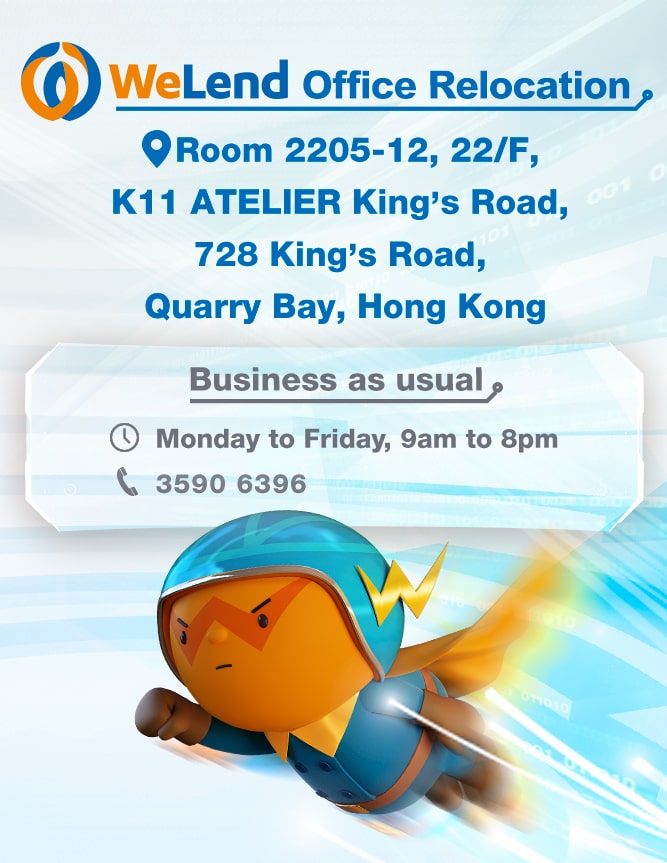 WeLend Office Relocation
Room 2205-12, 22/F,
K11 ATELIER King's Road,
728 King's Road,
Quarry Bay, Hong Kong
Business as usual
Monday to Friday, 9am to 8pm
3590 6396